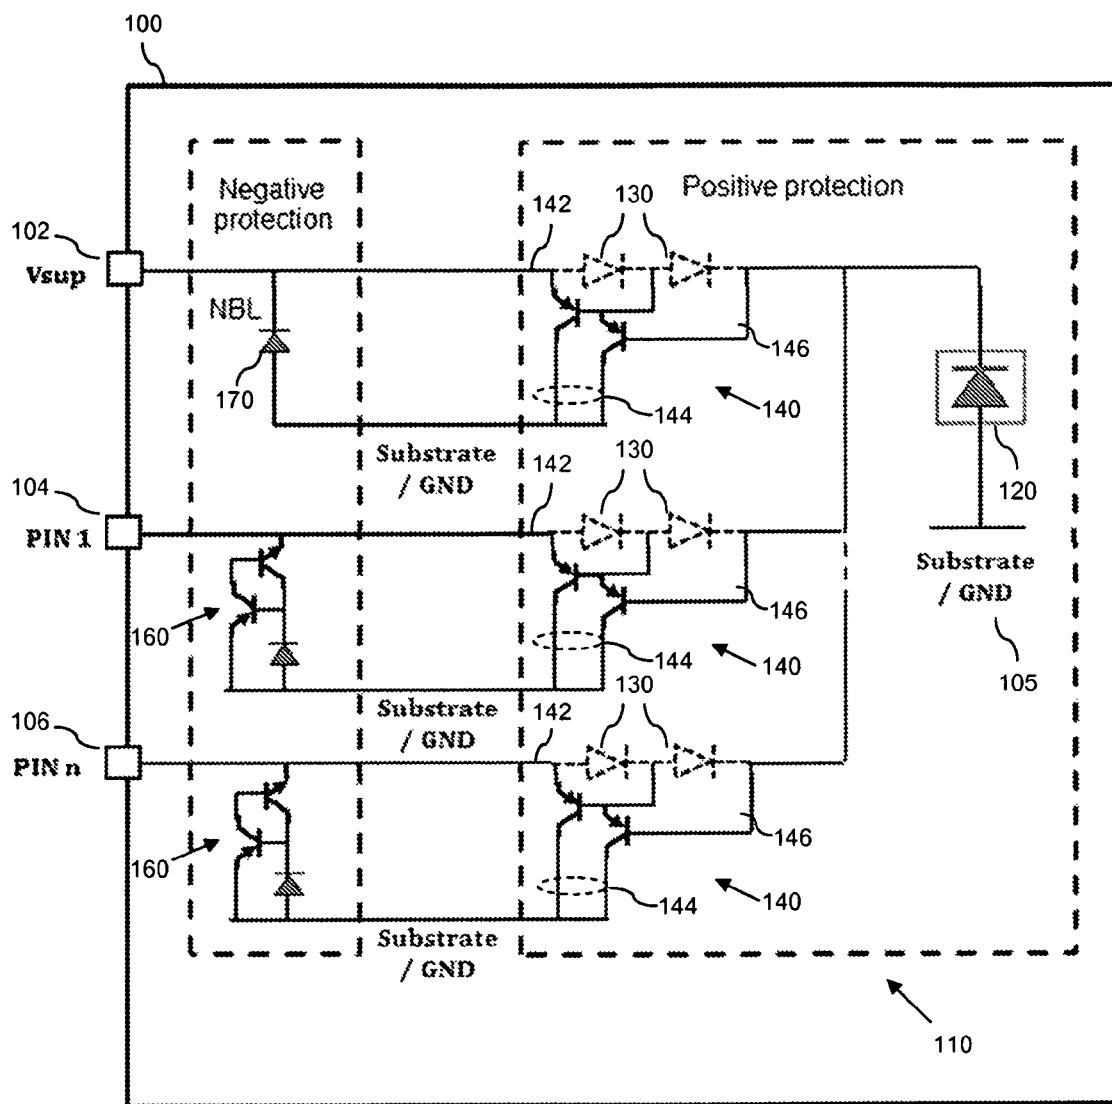 100
Negative
protection
Positive protection
142
130
102
Vsup
NBL
170
146
144
140
Substrate
/ GND
120
104
PIN 1
142
130
Substrate
/ GND
105
160
146
144
140
Substrate
/ GND
106
PIN n
142
130
160
146
144
140
Substrate
/ GND
110